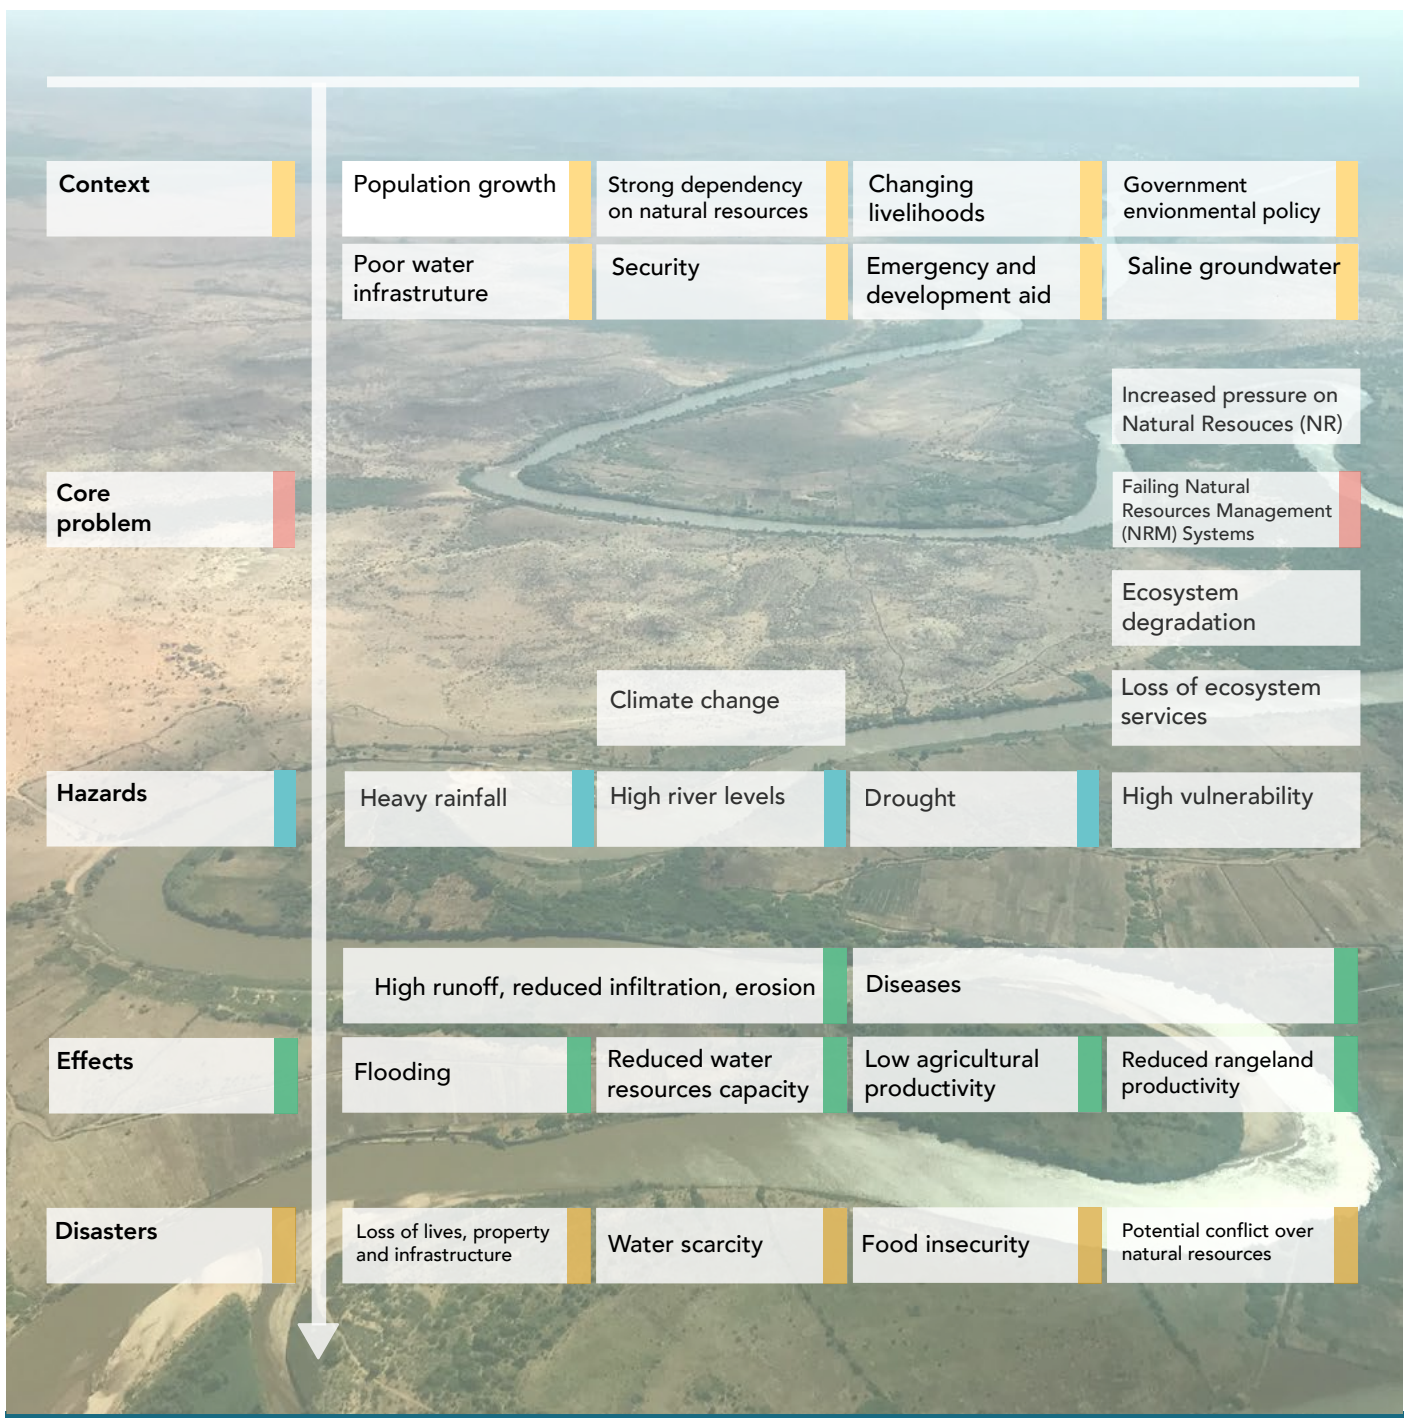 Context
Population growth
Strong dependency
on natural resources
Changing
livelihoods
Government
envionmental policy
Poor water
infrastruture
Security
Emergency and
development aid
Saline groundwater
Increased pressure on
Natural Resouces (NR)
Core
problem
Failing Natural
Resources Management
(NRM) Systems
Ecosystem
degradation
Climate change
Loss of ecosystem
services
Hazards
Heavy rainfall
High river levels
Drought
High vulnerability
High runoff, reduced infiltration, erosion
Diseases
Effects
Flooding
Reduced water
resources capacity
Low agricultural
productivity
Reduced rangeland
productivity
Disasters
Loss of lives, property
and infrastructure
Water scarcity
Food insecurity
Potential conflict over
natural resources